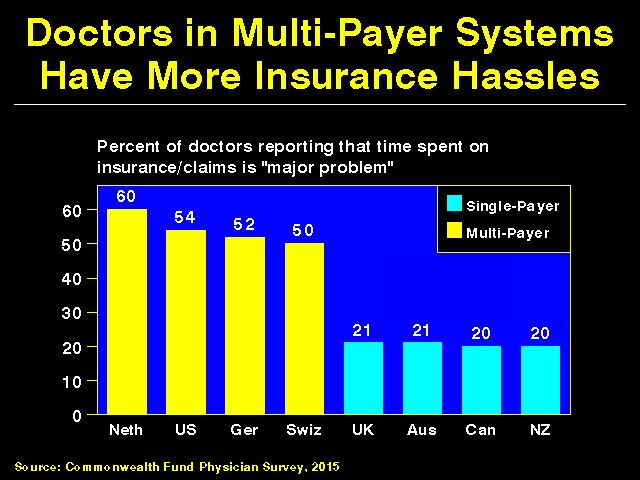 Doctors in Multi-Payer Systems
Have More Insurance Hassles
Percent of doctors reporting that time spent on
insurance/claims is "major problem"
60
54
52
50
21
21
20
20
Single-Payer
Multi-Payer
60
50
40
30
20
10
0
Neth US Ger Swiz UK Aus Can NZ
Source: Commonwealth Fund Physician Survey, 2015